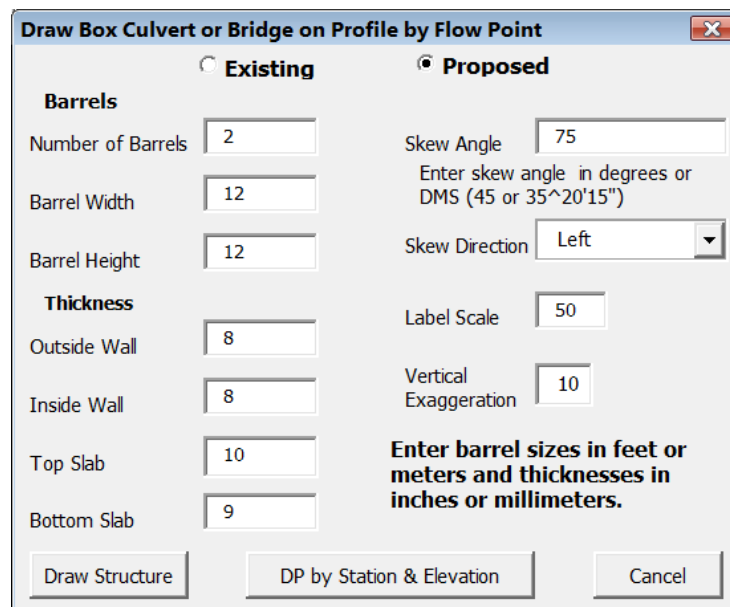 Draw Box Culvert or Bridge on Profile by Flow Point
Existing
Proposed
Barrels
Number of Barrels 2
Barrel Width 12
Barrel Height 12
Thickness
Outside Wall 8
Inside Wall 8
Top Slab 10
Bottom Slab 9
Skew Angle 75
Enter skew angle in degrees or
DMS (45 or 35^20'15")
Skew Direction Left
Label Scale 50
Vertical
Exaggeration 10
Enter barrel sizes in feet or
meters and thicknesses in
inches or millimeters.
Draw Structure
DP by Station & Elevation
Cancel